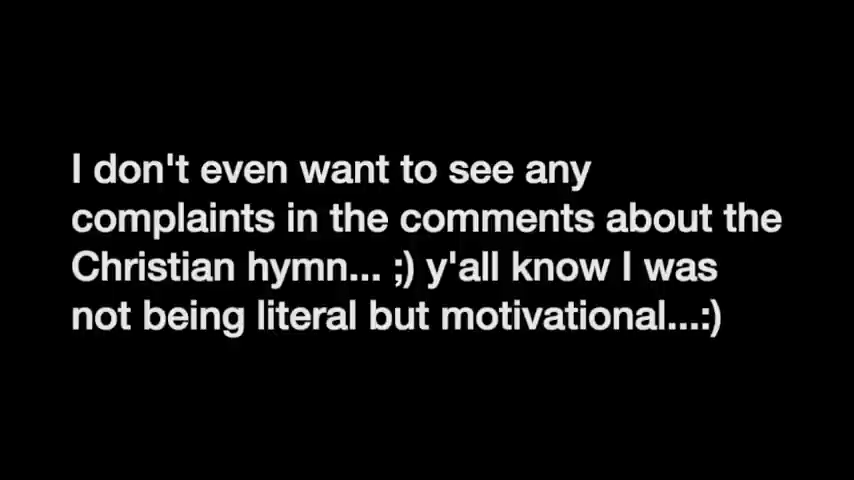 I don't even want to see any
complaints in the comments about the
Christian hymn... ;) y'all know I was
not being literal but motivational...:)